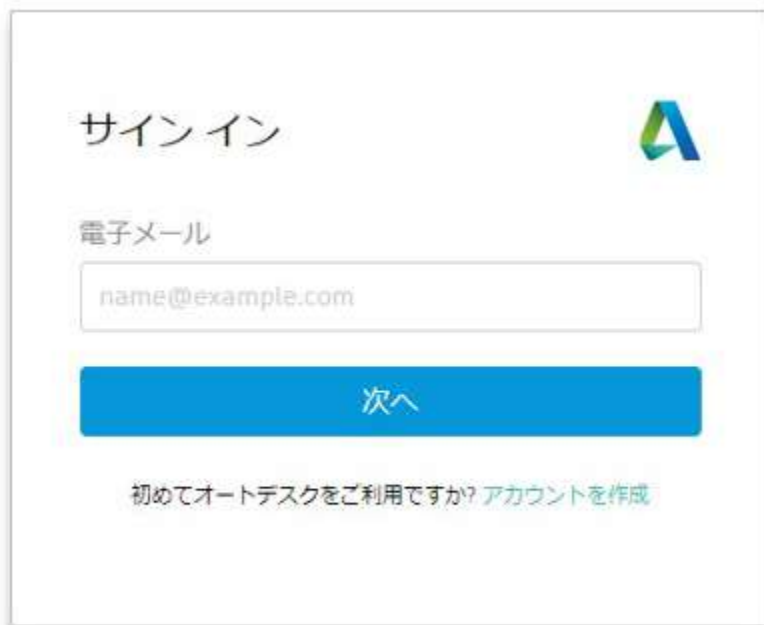 サイン イン
電子メール
name@example.com
次へ
初めてオートデスクをご利用ですか? アカウントを作成